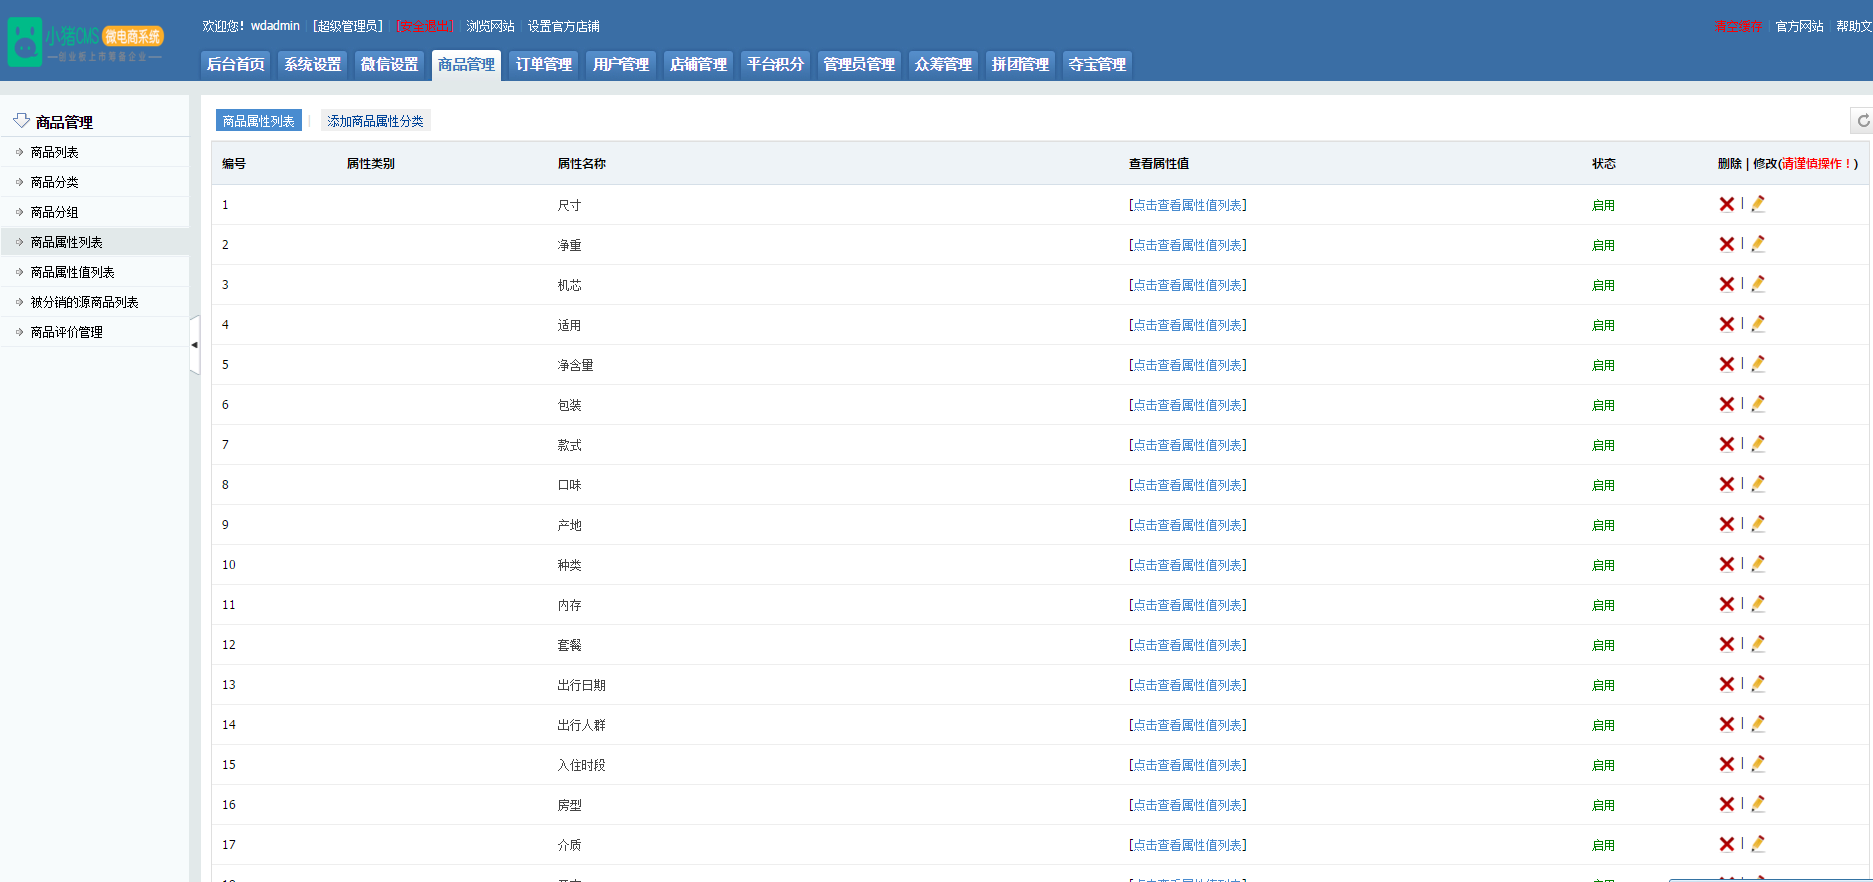 小猪CMS 微电商系统
—创业板上市尊嘉企业—
欢迎您！wdadmin [超级管理员] [安全退出] 浏览网站 设置官方店铺
清空缓存 官方网站 帮助文
后台首页 系统设置 微信设置 商品管理 订单管理 用户管理 店铺管理 平台积分 管理员管理 众筹管理 拼团管理 夺宝管理
商品管理
商品列表
商品分类
商品分组
商品属性列表
商品属性值列表
被分销的源商品列表
商品评价管理
商品属性列表 | 添加商品属性分类
编号 属性类别 属性名称 查看属性值 状态 删除 | 修改(请谨慎操作！)
1 尺寸 [点击查看属性值列表] 启用 |
2 净重 [点击查看属性值列表] 启用 |
3 机芯 [点击查看属性值列表] 启用 |
4 适用 [点击查看属性值列表] 启用 |
5 净含量 [点击查看属性值列表] 启用 |
6 包装 [点击查看属性值列表] 启用 |
7 款式 [点击查看属性值列表] 启用 |
8 口味 [点击查看属性值列表] 启用 |
9 产地 [点击查看属性值列表] 启用 |
10 种类 [点击查看属性值列表] 启用 |
11 内存 [点击查看属性值列表] 启用 |
12 套餐 [点击查看属性值列表] 启用 |
13 出行日期 [点击查看属性值列表] 启用 |
14 出行人群 [点击查看属性值列表] 启用 |
15 入住时段 [点击查看属性值列表] 启用 |
16 房型 [点击查看属性值列表] 启用 |
17 介质 [点击查看属性值列表] 启用 |